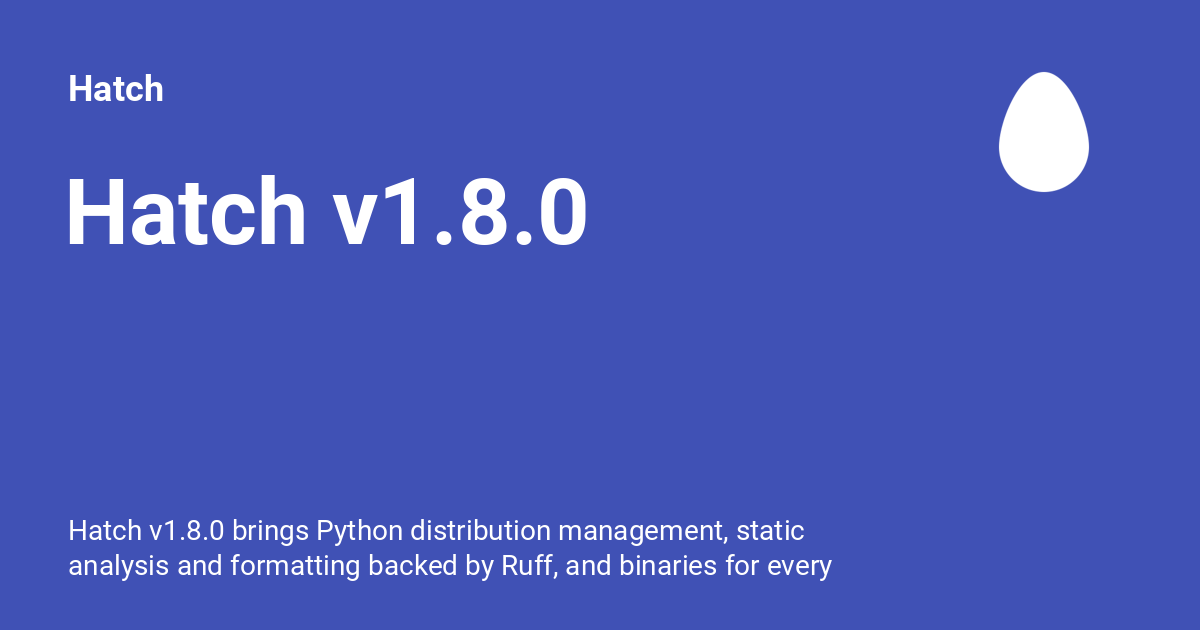 Hatch
Hatch v1.8.0
Hatch v1.8.0 brings Python distribution management, static
analysis and formatting backed by Ruff, and binaries for every